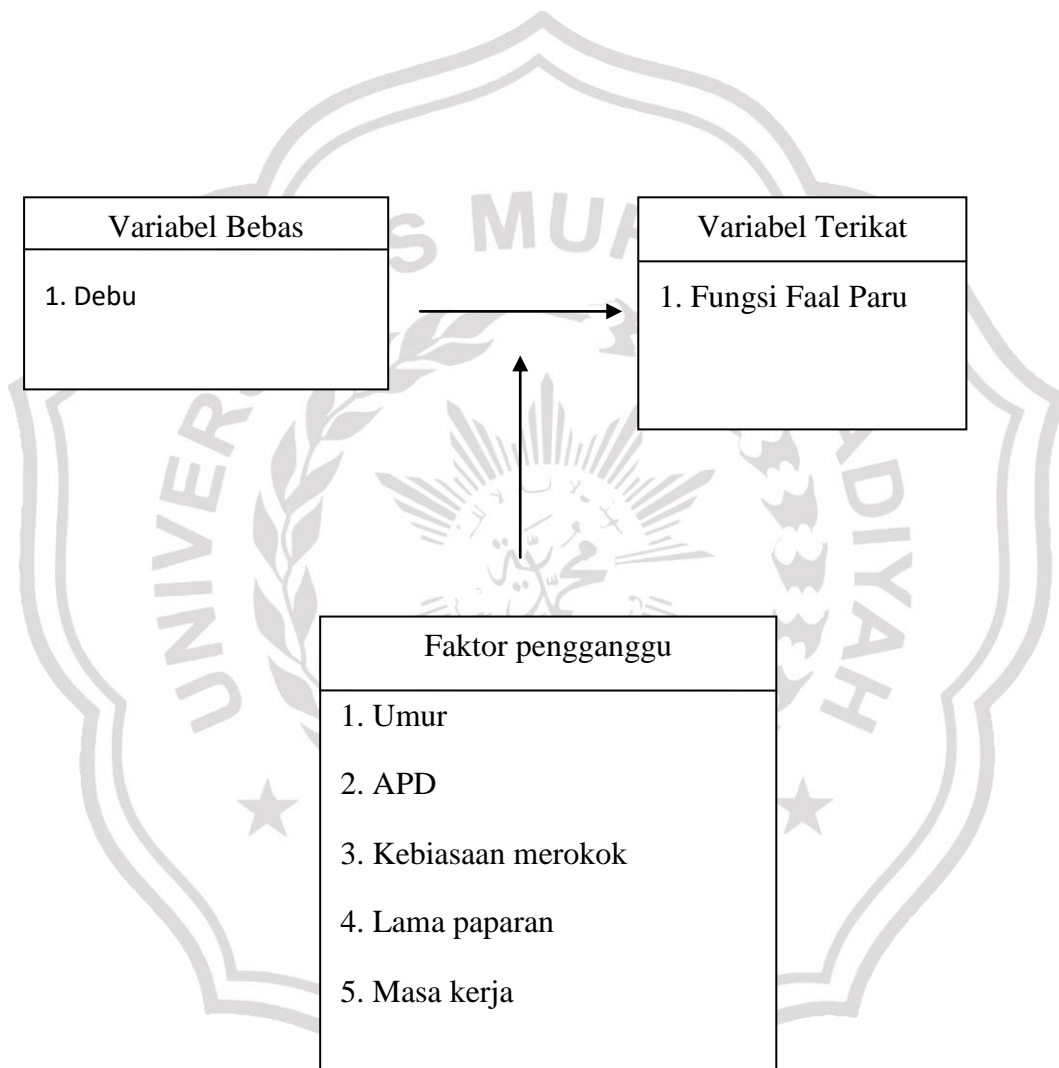 Variabel Bebas
1. Debu
Variabel Terikat
1. Fungsi Faal Paru
Faktor pengganggu
1. Umur
2. APD
3. Kebiasaan merokok
4. Lama paparan
5. Masa kerja